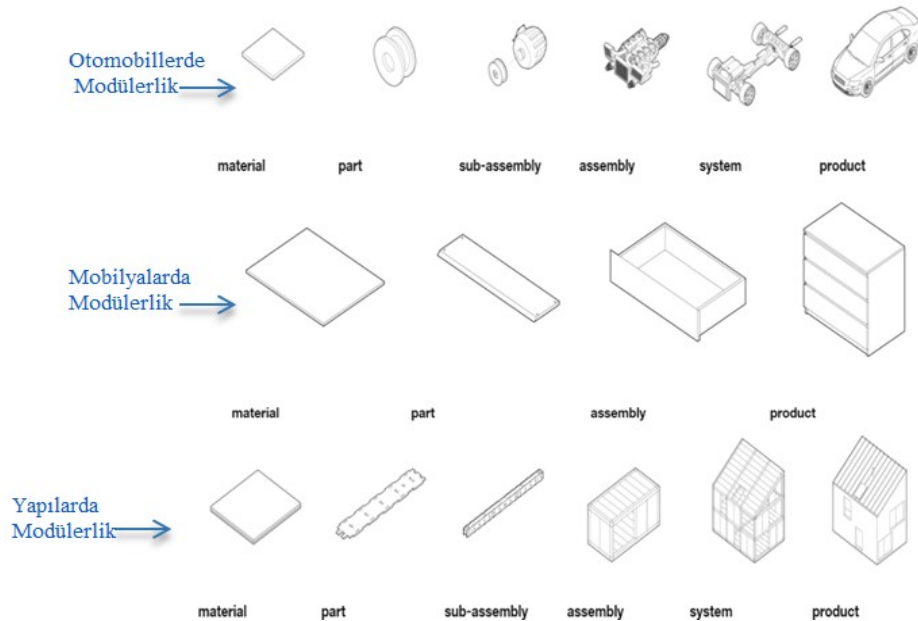 Otomobillerde
Modülerlik
material part sub-assembly assembly system product
Mobilyalarda
Modülerlik
material part assembly product
Yapılarda
Modülerlik
material part sub-assembly assembly system product